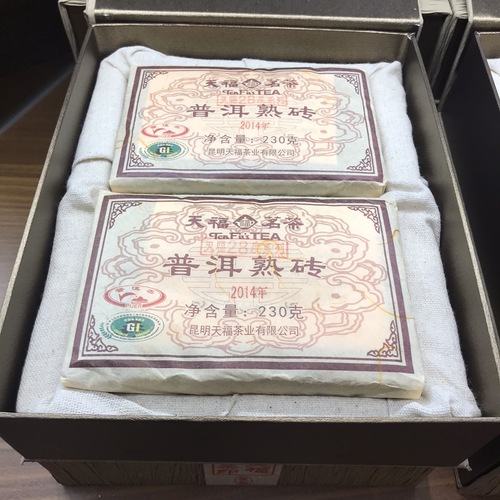 天福 茗茶
TenFu's TEA
普洱熟砖
2014年
净含量：230克
昆明天福茶业有限公司
GI
天福 茗茶
TenFu's TEA
普洱熟砖
2014年
净含量：230克
昆明天福茶业有限公司
GI